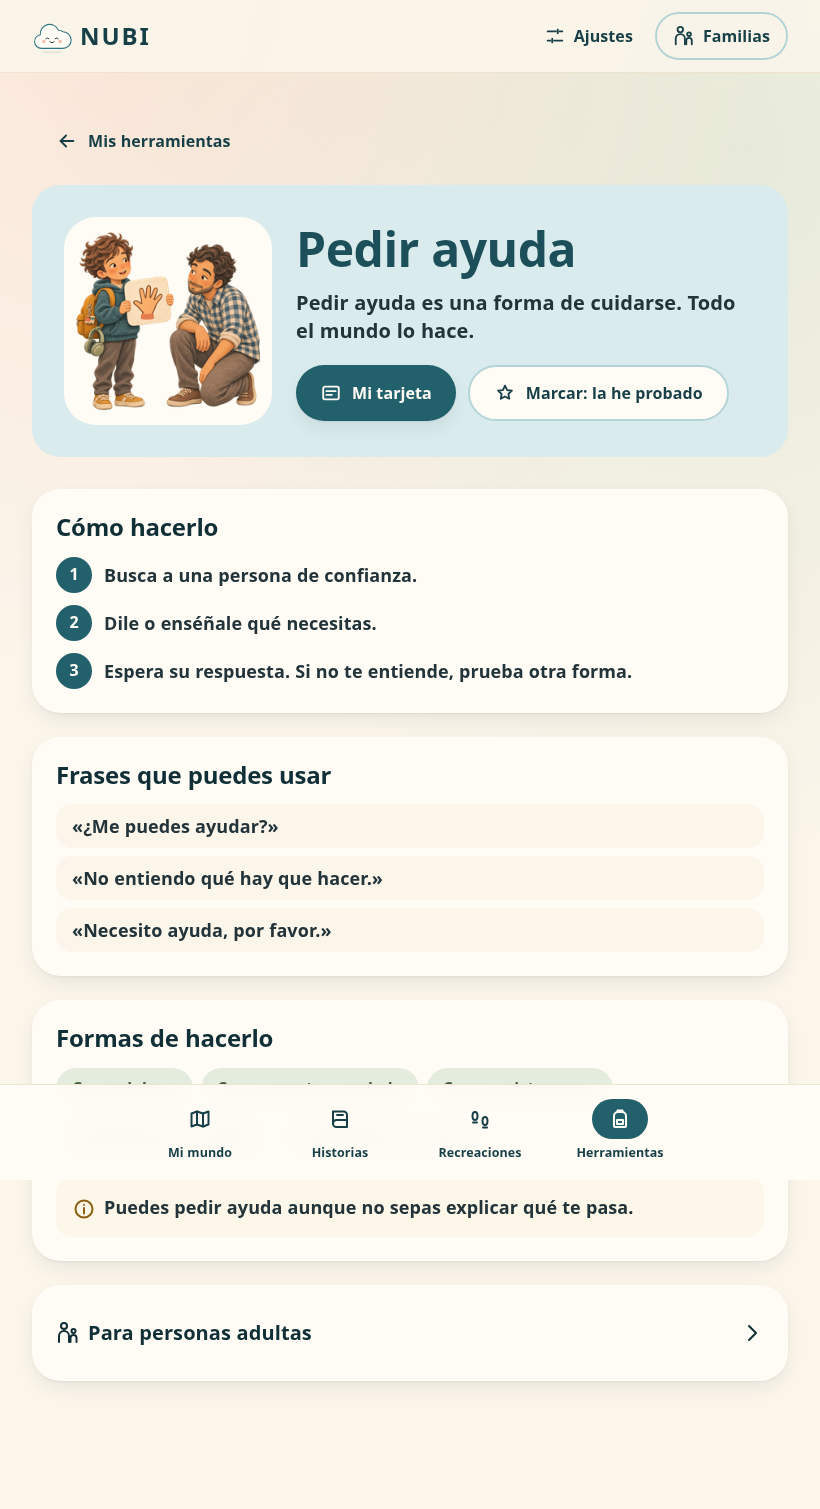 NUBI
Ajustes
Familias
Mis herramientas
Pedir ayuda
Pedir ayuda es una forma de cuidarse. Todo
el mundo lo hace.
Mi tarjeta
Marcar: la he probado
Cómo hacerlo
1 Busca a una persona de confianza.
2 Dile o enséñale qué necesitas.
3 Espera su respuesta. Si no te entiende, prueba otra forma.
Frases que puedes usar
«¿Me puedes ayudar?»
«No entiendo qué hay que hacer.»
«Necesito ayuda, por favor.»
Formas de hacerlo
Mi mundo
Historias
Recreaciones
Herramientas
Puedes pedir ayuda aunque no sepas explicar qué te pasa.
Para personas adultas